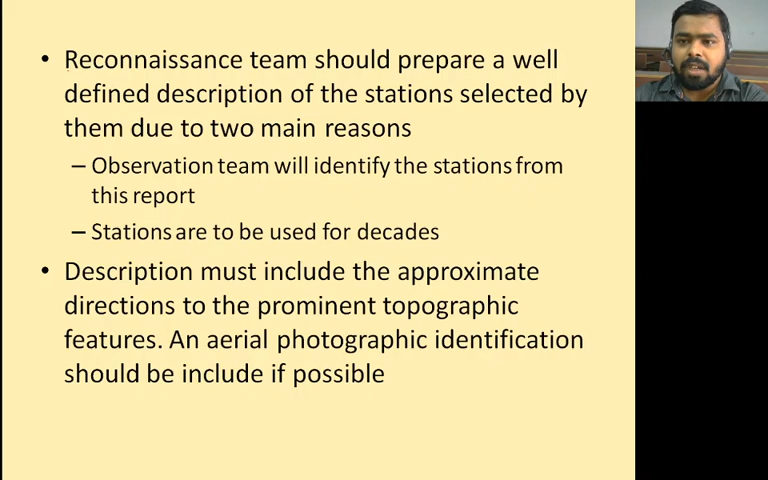 • Reconnaissance team should prepare a well
defined description of the stations selected by
them due to two main reasons
– Observation team will identify the stations from
this report
– Stations are to be used for decades
• Description must include the approximate
directions to the prominent topographic
features. An aerial photographic identification
should be include if possible